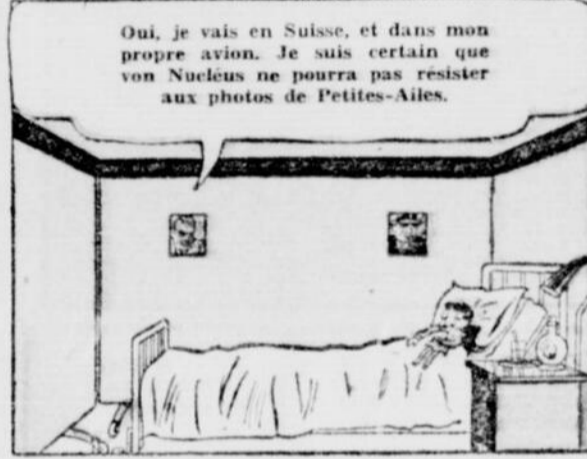 Oui, je vais en Suisse, et dans mon
propre avion. Je suis certain que
von Nucléus ne pourra pas résister
aux photos de Petites-Ailes.